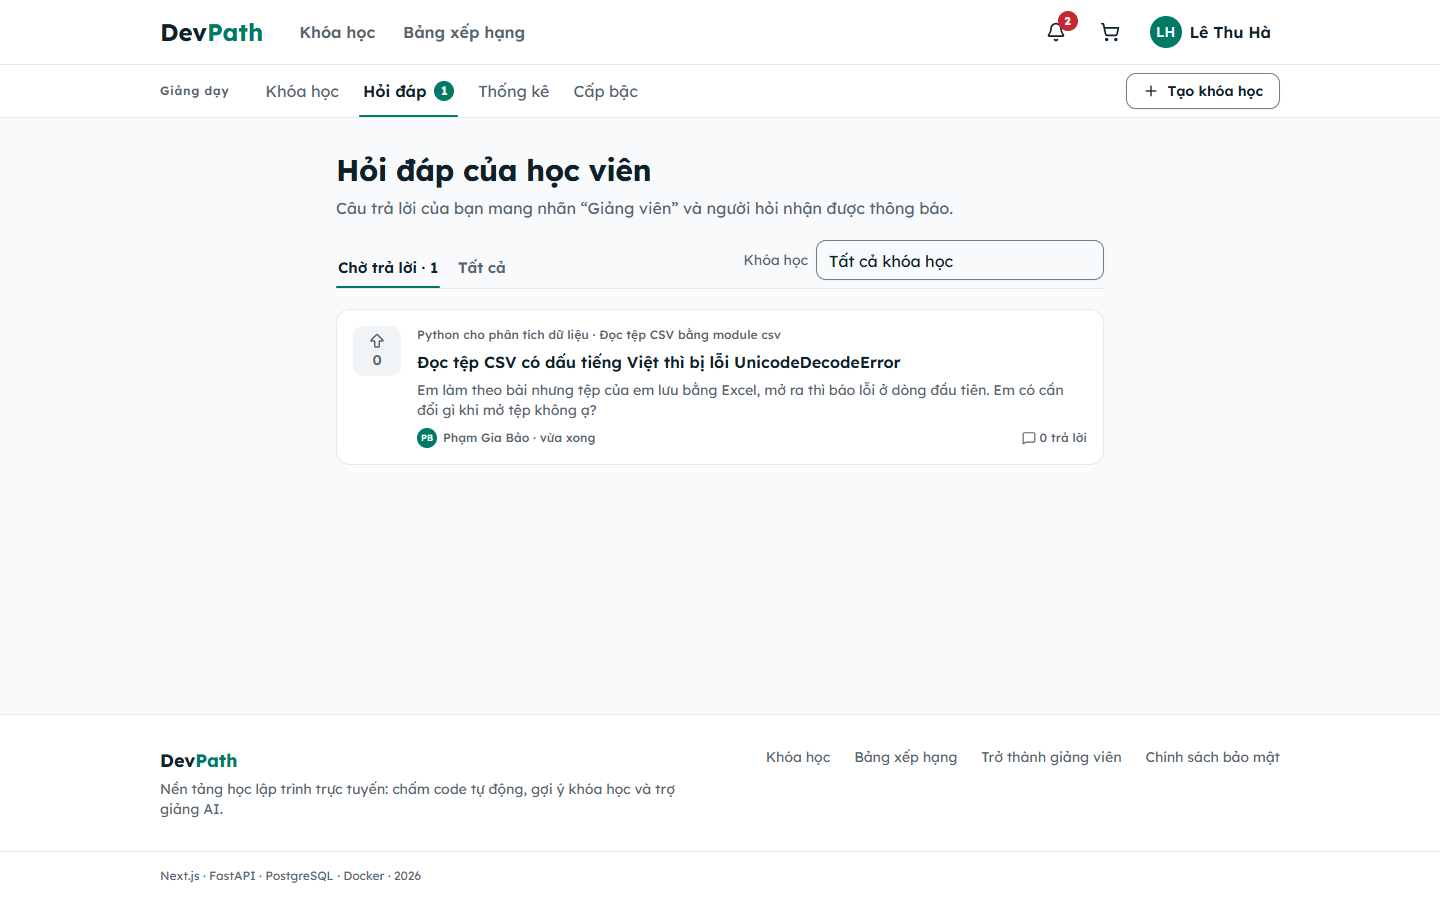 DevPath
Khóa học
Bảng xếp hạng
2
LH
Lê Thu Hà
Giảng dạy
Khóa học
Hỏi đáp 1
Thống kê
Cấp bậc
+ Tạo khóa học
Hỏi đáp của học viên
Câu trả lời của bạn mang nhãn “Giảng viên” và người hỏi nhận được thông báo.
Chờ trả lời · 1
Tất cả
Khóa học
Tất cả khóa học
0
Python cho phân tích dữ liệu · Đọc tệp CSV bằng module csv
Đọc tệp CSV có dấu tiếng Việt thì bị lỗi UnicodeDecodeError
Em làm theo bài nhưng tệp của em lưu bằng Excel, mở ra thì báo lỗi ở dòng đầu tiên. Em có cần
đổi gì khi mở tệp không ạ?
PB
Phạm Gia Bảo · vừa xong
0 trả lời
DevPath
Nền tảng học lập trình trực tuyến: chấm code tự động, gợi ý khóa học và trợ
giảng AI.
Khóa học
Bảng xếp hạng
Trở thành giảng viên
Chính sách bảo mật
Next.js · FastAPI · PostgreSQL · Docker · 2026